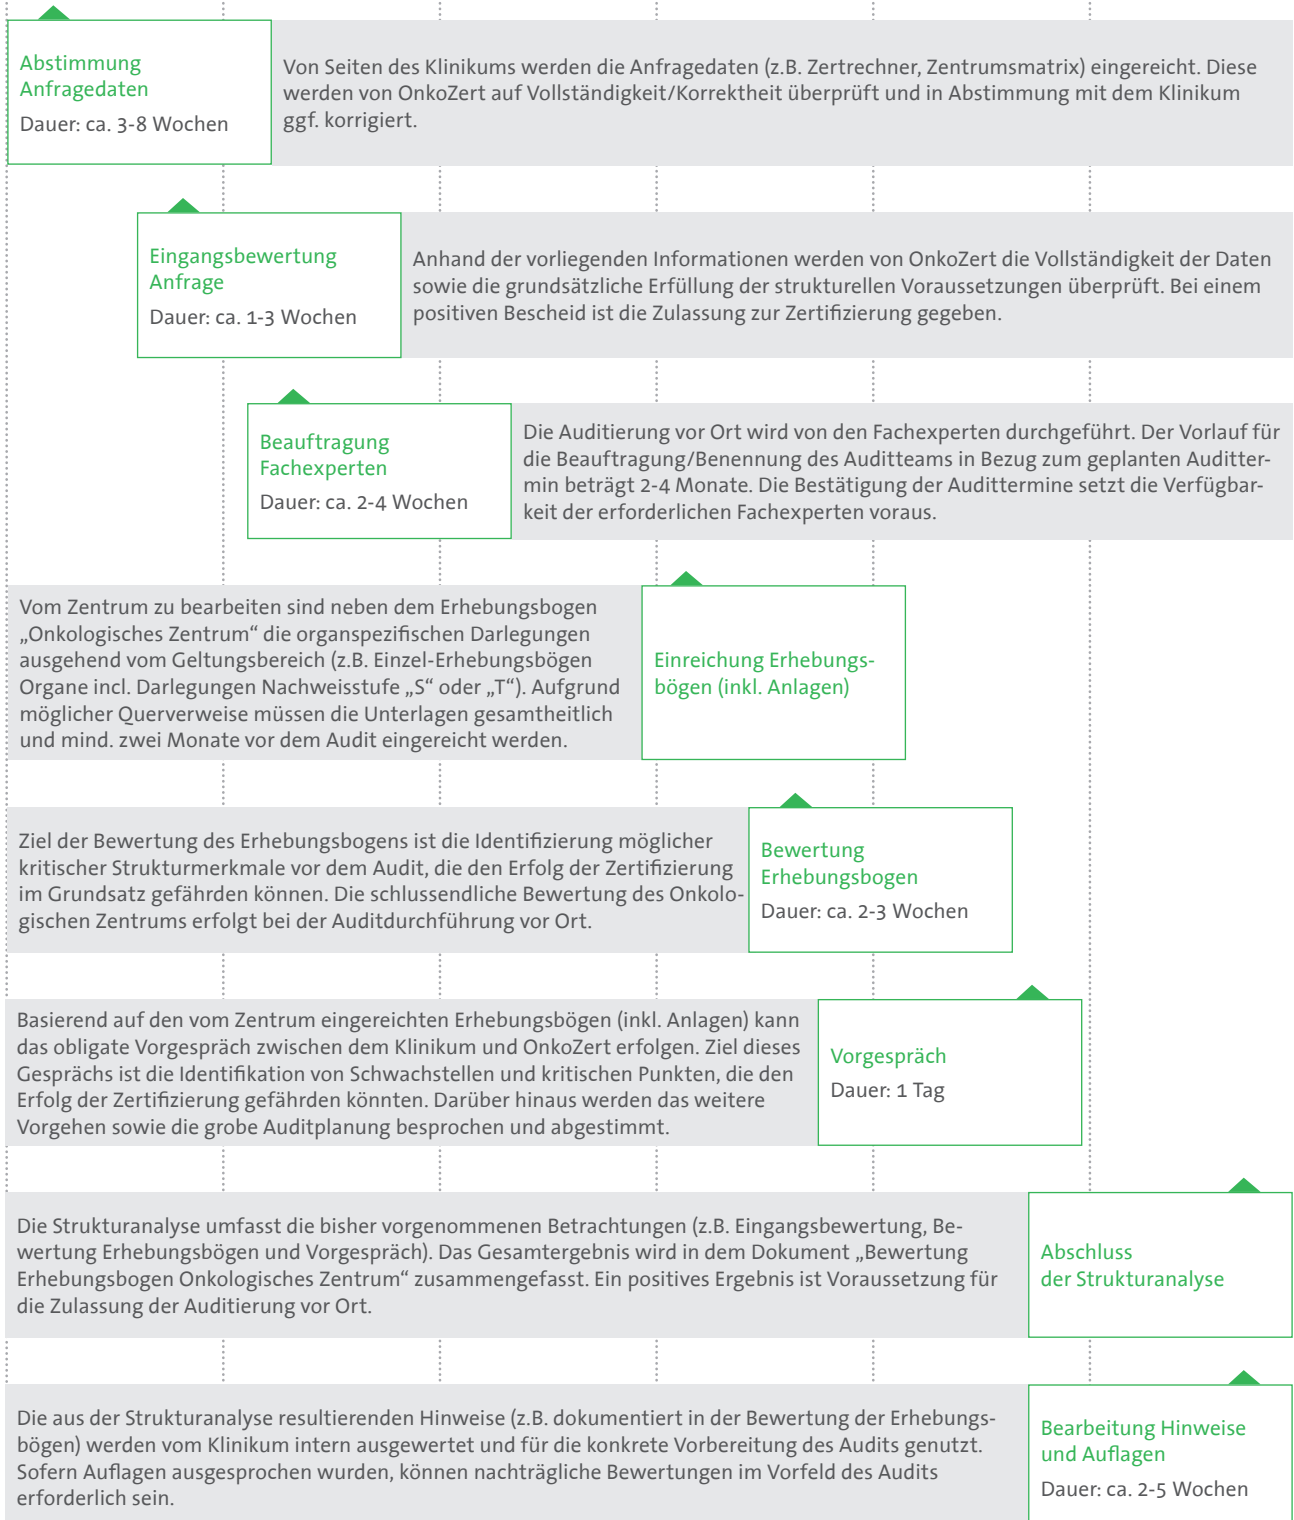 Abstimmung
Anfragedaten
Dauer: ca. 3-8 Wochen
Von Seiten des Klinikums werden die Anfragedaten (z.B. Zertrechner, Zentrumsmatrix) eingereicht. Diese
werden von OnkoZert auf Vollständigkeit/Korrektheit überprüft und in Abstimmung mit dem Klinikum
ggf. korrigiert.
Eingangsbewertung
Anfrage
Dauer: ca. 1-3 Wochen
Anhand der vorliegenden Informationen werden von OnkoZert die Vollständigkeit der Daten
sowie die grundsätzliche Erfüllung der strukturellen Voraussetzungen überprüft. Bei einem
positiven Bescheid ist die Zulassung zur Zertifizierung gegeben.
Beauftragung
Fachexperten
Dauer: ca. 2-4 Wochen
Die Auditierung vor Ort wird von den Fachexperten durchgeführt. Der Vorlauf für
die Beauftragung/Benennung des Auditteams in Bezug zum geplanten Auditter-
min beträgt 2-4 Monate. Die Bestätigung der Audittermine setzt die Verfügbar-
keit der erforderlichen Fachexperten voraus.
Vom Zentrum zu bearbeiten sind neben dem Erhebungsbogen
„Onkologisches Zentrum“ die organspezifischen Darlegungen
ausgehend vom Geltungsbereich (z.B. Einzel-Erhebungsbögen
Organe incl. Darlegungen Nachweisstufe „S“ oder „T“). Aufgrund
möglicher Querverweise müssen die Unterlagen gesamtheitlich
und mind. zwei Monate vor dem Audit eingereicht werden.
Einreichung Erhebungs-
bögen (inkl. Anlagen)
Ziel der Bewertung des Erhebungsbogens ist die Identifizierung möglicher
kritischer Strukturmerkmale vor dem Audit, die den Erfolg der Zertifizierung
im Grundsatz gefährden können. Die schlussendliche Bewertung des Onkolo-
gischen Zentrums erfolgt bei der Auditdurchführung vor Ort.
Bewertung
Erhebungsbogen
Dauer: ca. 2-3 Wochen
Basierend auf den vom Zentrum eingereichten Erhebungsbögen (inkl. Anlagen) kann
das obligate Vorgespräch zwischen dem Klinikum und OnkoZert erfolgen. Ziel dieses
Gesprächs ist die Identifikation von Schwachstellen und kritischen Punkten, die den
Erfolg der Zertifizierung gefährden könnten. Darüber hinaus werden das weitere
Vorgehen sowie die grobe Auditplanung besprochen und abgestimmt.
Vorgespräch
Dauer: 1 Tag
Die Strukturanalyse umfasst die bisher vorgenommenen Betrachtungen (z.B. Eingangsbewertung, Be-
wertung Erhebungsbögen und Vorgespräch). Das Gesamtergebnis wird in dem Dokument „Bewertung
Erhebungsbogen Onkologisches Zentrum“ zusammengefasst. Ein positives Ergebnis ist Voraussetzung für
die Zulassung der Auditierung vor Ort.
Abschluss
der Strukturanalyse
Die aus der Strukturanalyse resultierenden Hinweise (z.B. dokumentiert in der Bewertung der Erhebungs-
bögen) werden vom Klinikum intern ausgewertet und für die konkrete Vorbereitung des Audits genutzt.
Sofern Auflagen ausgesprochen wurden, können nachträgliche Bewertungen im Vorfeld des Audits
erforderlich sein.
Bearbeitung Hinweise
und Auflagen
Dauer: ca. 2-5 Wochen